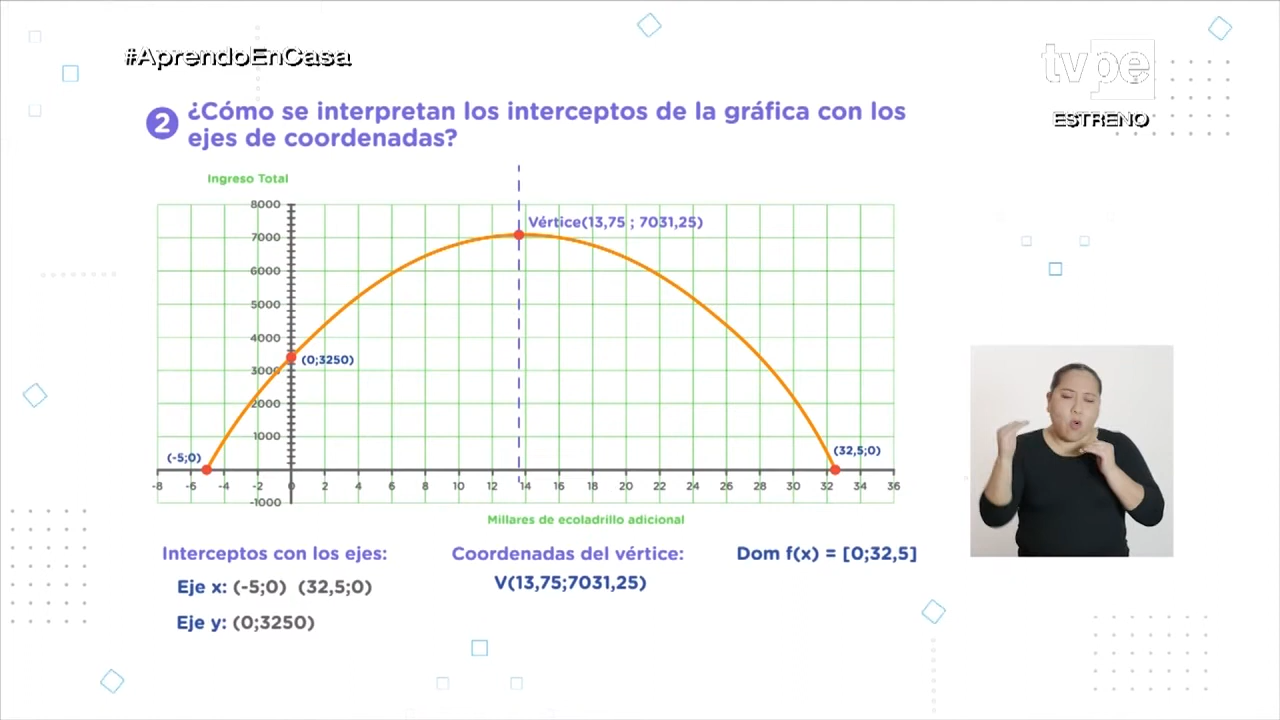 #AprendoEnCasa
tvpe
ESTRENO
2 ¿Cómo se interpretan los interceptos de la gráfica con los
ejes de coordenadas?
Ingreso Total
8000
Vértice(13,75 ; 7031,25)
7000
6000
5000
4000
(0;3250)
3000
2000
1000
(-5;0)
(32,5;0)
-8 -6 -4 -2 0 2 4 6 8 10 12 14 16 18 20 22 24 26 28 30 32 34 36
-1000
Millares de ecoladrillo adicional
Interceptos con los ejes:
Eje x: (-5;0) (32,5;0)
Eje y: (0;3250)
Coordenadas del vértice:
V(13,75;7031,25)
Dom f(x) = [0;32,5]